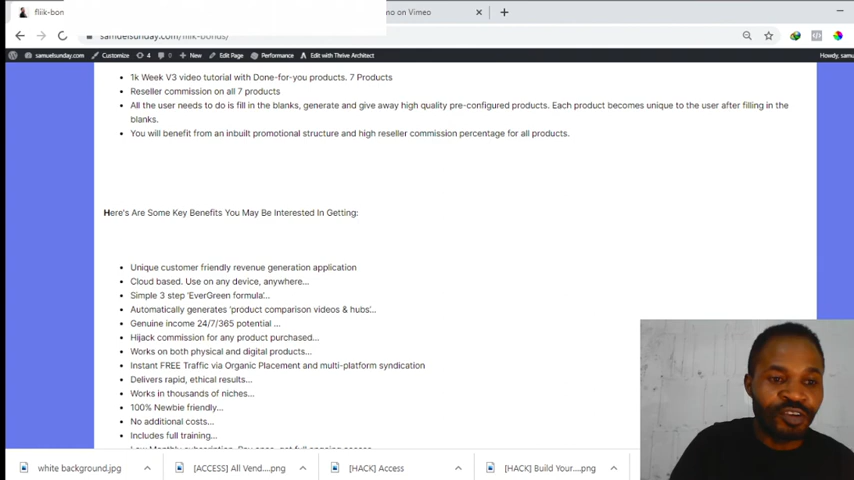 fliik-bon
mo on Vimeo
samuelsunday.com/fliik-bonds/
Customize 4 0 New Edit Page Performance Edit with Thrive Architect Howdy, sam
1k Week V3 video tutorial with Done-for-you products. 7 Products
Reseller commission on all 7 products
All the user needs to do is fill in the blanks, generate and give away high quality pre-configured products. Each product becomes unique to the user after filling in the
blanks.
You will benefit from an inbuilt promotional structure and high reseller commission percentage for all products.
Here's Are Some Key Benefits You May Be Interested In Getting:
Unique customer friendly revenue generation application
Cloud based. Use on any device, anywhere...
Simple 3 step 'EverGreen formula'...
Automatically generates 'product comparison videos & hubs'...
Genuine income 24/7/365 potential ...
Hijack commission for any product purchased...
Works on both physical and digital products...
Instant FREE Traffic via Organic Placement and multi-platform syndication
Delivers rapid, ethical results...
Works in thousands of niches...
100% Newbie friendly...
No additional costs...
Includes full training...
white background.jpg
[ACCESS] All Vend....png
[HACK] Access
[HACK] Build Your....png